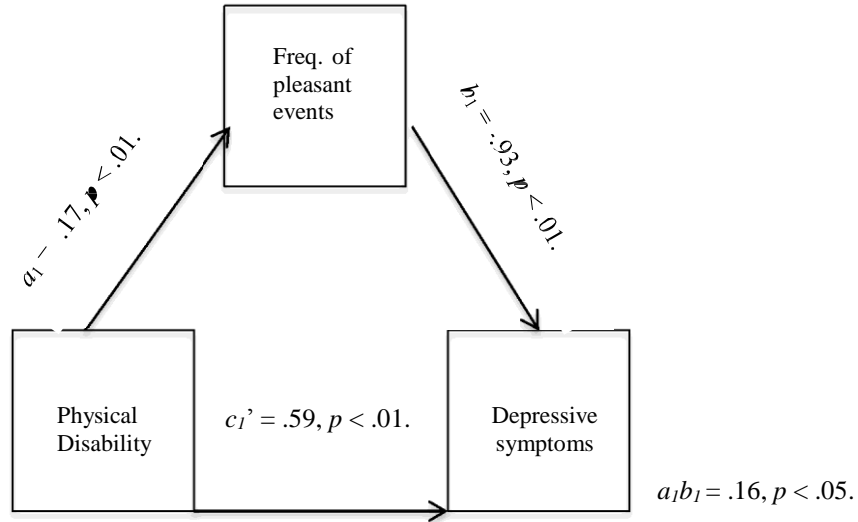 Freq. of
pleasant
events
a₁ – .17, p < .01.
b₁ = -.93, p < .01.
Physical
Disability
c₁’ = .59, p < .01.
Depressive
symptoms
a₁b₁ = .16, p < .05.